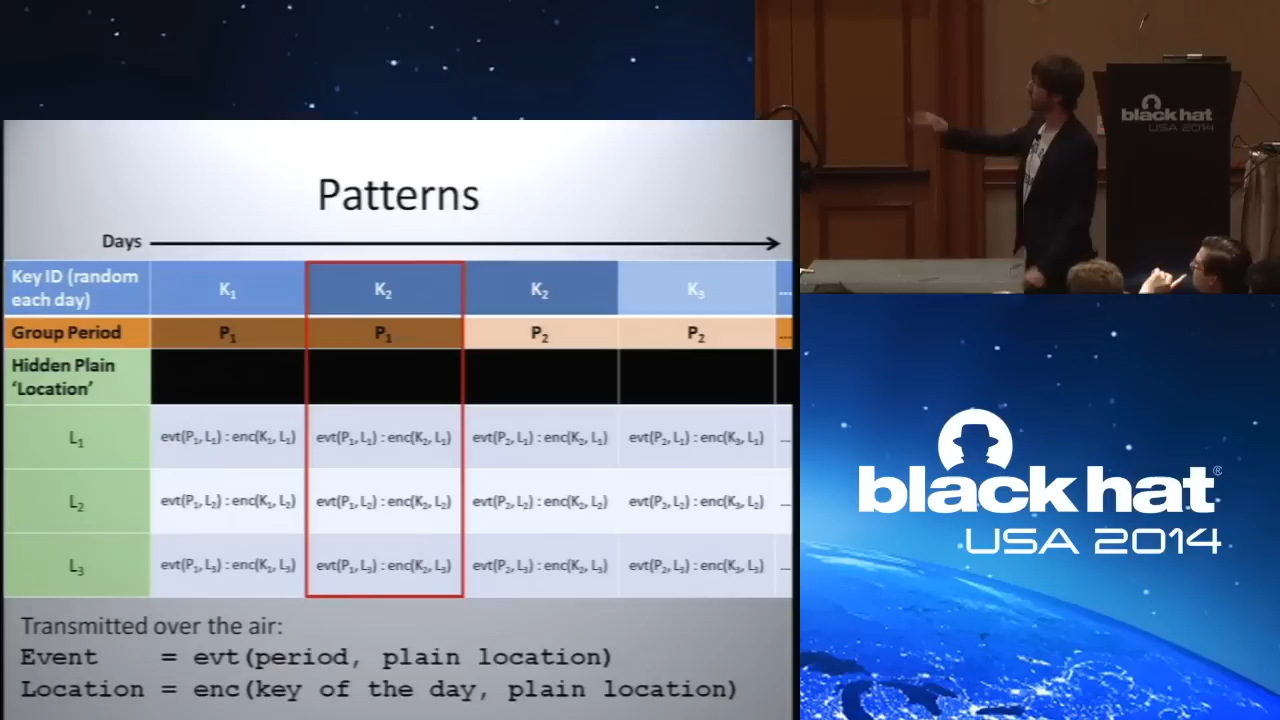 black hat
USA 2014
Patterns
Days
Key ID (random each day) K₁ K₂ K₂ K₃ ...
Group Period P₁ P₁ P₂ P₂ ...
Hidden Plain 'Location'
L₁ evt(P₁, L₁) : enc(K₁, L₁) evt(P₁, L₁) : enc(K₂, L₁) evt(P₂, L₁) : enc(K₂, L₁) evt(P₂, L₁) : enc(K₃, L₁) ...
L₂ evt(P₁, L₂) : enc(K₁, L₂) evt(P₁, L₂) : enc(K₂, L₂) evt(P₂, L₂) : enc(K₂, L₂) evt(P₂, L₂) : enc(K₃, L₂) ...
L₃ evt(P₁, L₃) : enc(K₁, L₃) evt(P₁, L₃) : enc(K₂, L₃) evt(P₂, L₃) : enc(K₂, L₃) evt(P₂, L₃) : enc(K₃, L₃) ...
Transmitted over the air:
Event = evt(period, plain location)
Location = enc(key of the day, plain location)
black hat®
USA 2014